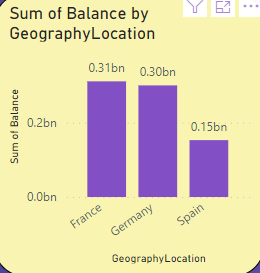 Sum of Balance by
GeographyLocation
0.31bn
0.30bn
0.15bn
0.2bn
0.0bn
Sum of Balance
France
Germany
Spain
GeographyLocation